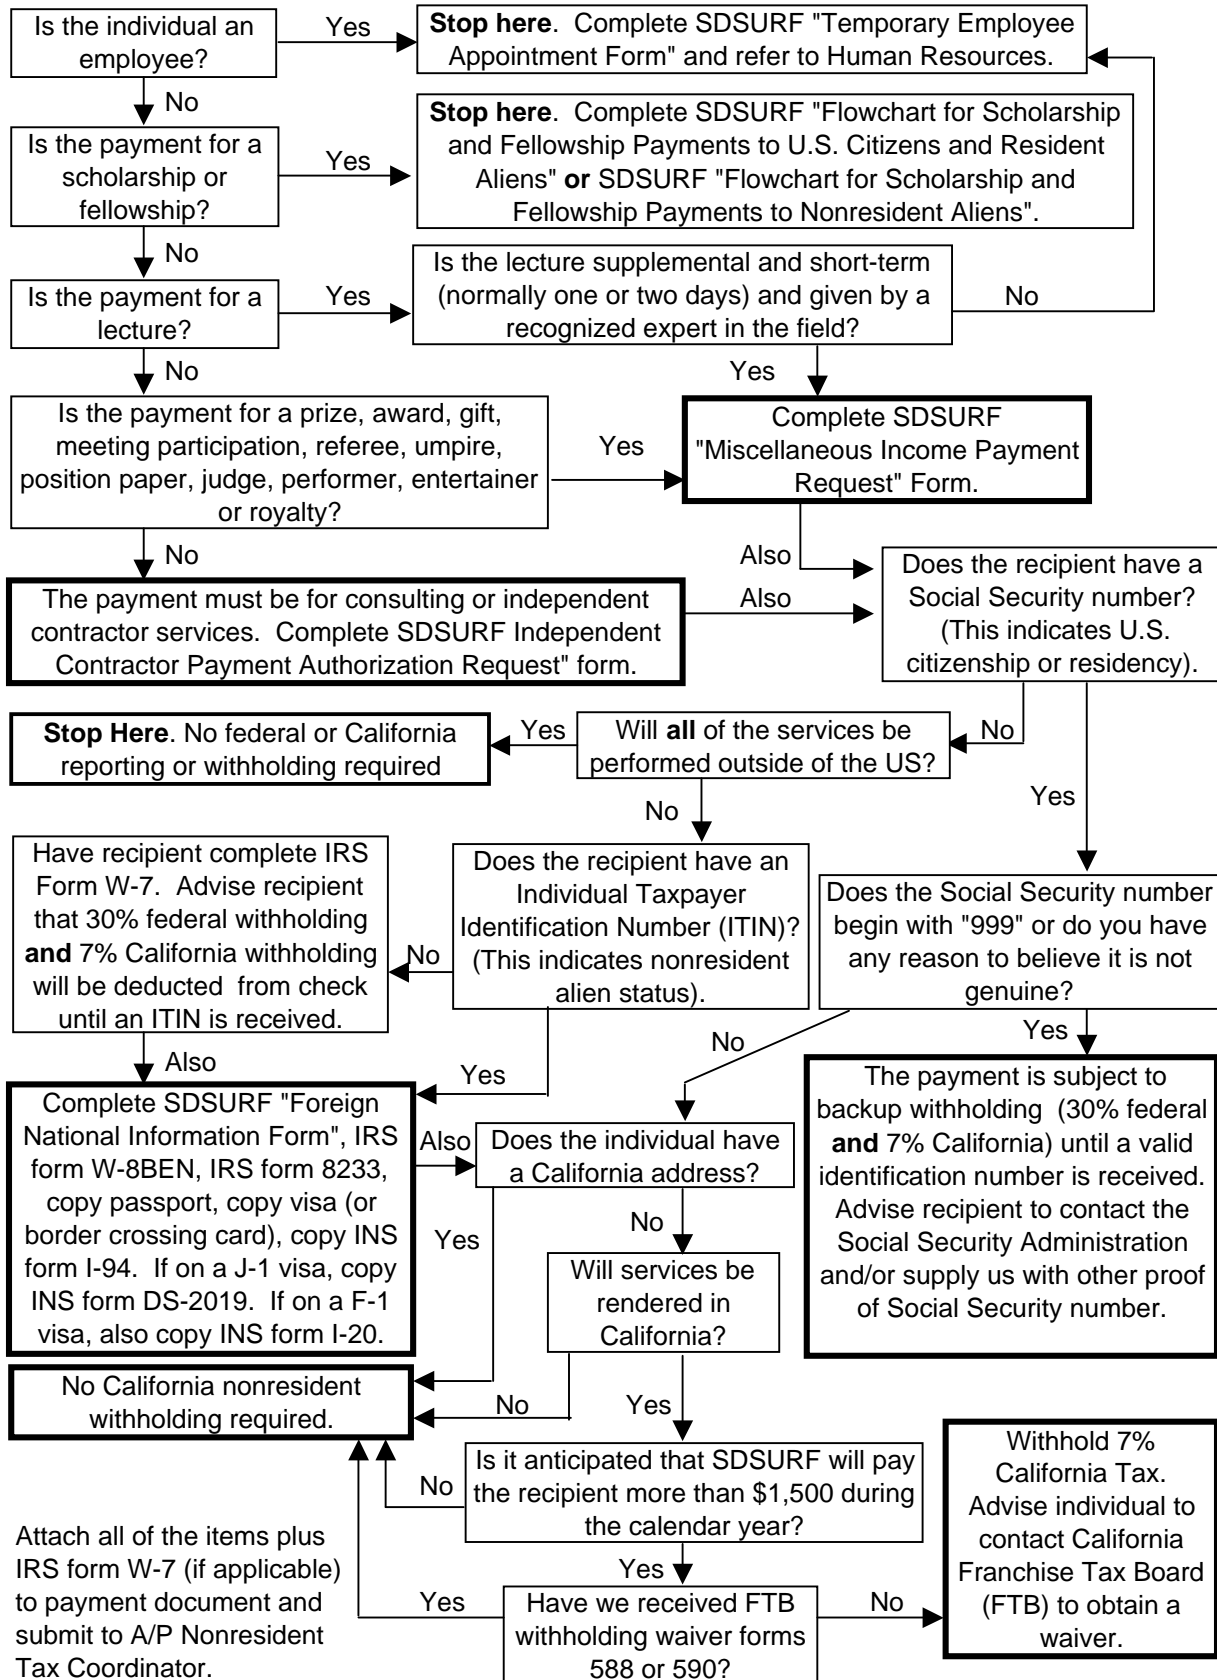 Is the individual an
employee?
Yes
Stop here.  Complete SDSURF "Temporary Employee
Appointment Form" and refer to Human Resources.
No
Is the payment for a
scholarship or
fellowship?
Yes
Stop here.  Complete SDSURF "Flowchart for Scholarship
and Fellowship Payments to U.S. Citizens and Resident
Aliens" or SDSURF "Flowchart for Scholarship and
Fellowship Payments to Nonresident Aliens".
No
Is the payment for a
lecture?
Yes
Is the lecture supplemental and short-term
(normally one or two days) and given by a
recognized expert in the field?
No
No
Yes
Is the payment for a prize, award, gift,
meeting participation, referee, umpire,
position paper, judge, performer, entertainer
or royalty?
Yes
Complete SDSURF
"Miscellaneous Income Payment
Request" Form.
No
Also
The payment must be for consulting or independent
contractor services.  Complete SDSURF Independent
Contractor Payment Authorization Request" form.
Also
Does the recipient have a
Social Security number?
(This indicates U.S.
citizenship or residency).
Stop Here. No federal or California
reporting or withholding required
Yes
Will all of the services be
performed outside of the US?
No
Yes
No
Have recipient complete IRS
Form W-7.  Advise recipient
that 30% federal withholding
and 7% California withholding
will be deducted  from check
until an ITIN is received.
No
Does the recipient have an
Individual Taxpayer
Identification Number (ITIN)?
(This indicates nonresident
alien status).
Does the Social Security number
begin with "999" or do you have
any reason to believe it is not
genuine?
Also
Yes
No
Yes
Complete SDSURF "Foreign
National Information Form", IRS
form W-8BEN, IRS form 8233,
copy passport, copy visa (or
border crossing card), copy INS
form I-94.  If on a J-1 visa, copy
INS form DS-2019.  If on a F-1
visa, also copy INS form I-20.
Also
Does the individual have
a California address?
The payment is subject to
backup withholding  (30% federal
and 7% California) until a valid
identification number is received.
Advise recipient to contact the
Social Security Administration
and/or supply us with other proof
of Social Security number.
Yes
No
Will services be
rendered in
California?
No California nonresident
withholding required.
No
Yes
Is it anticipated that SDSURF will pay
the recipient more than $1,500 during
the calendar year?
No
Withhold 7%
California Tax.
Advise individual to
contact California
Franchise Tax Board
(FTB) to obtain a
waiver.
Attach all of the items plus
IRS form W-7 (if applicable)
to payment document and
submit to A/P Nonresident
Tax Coordinator.
Yes
Yes
Have we received FTB
withholding waiver forms
588 or 590?
No